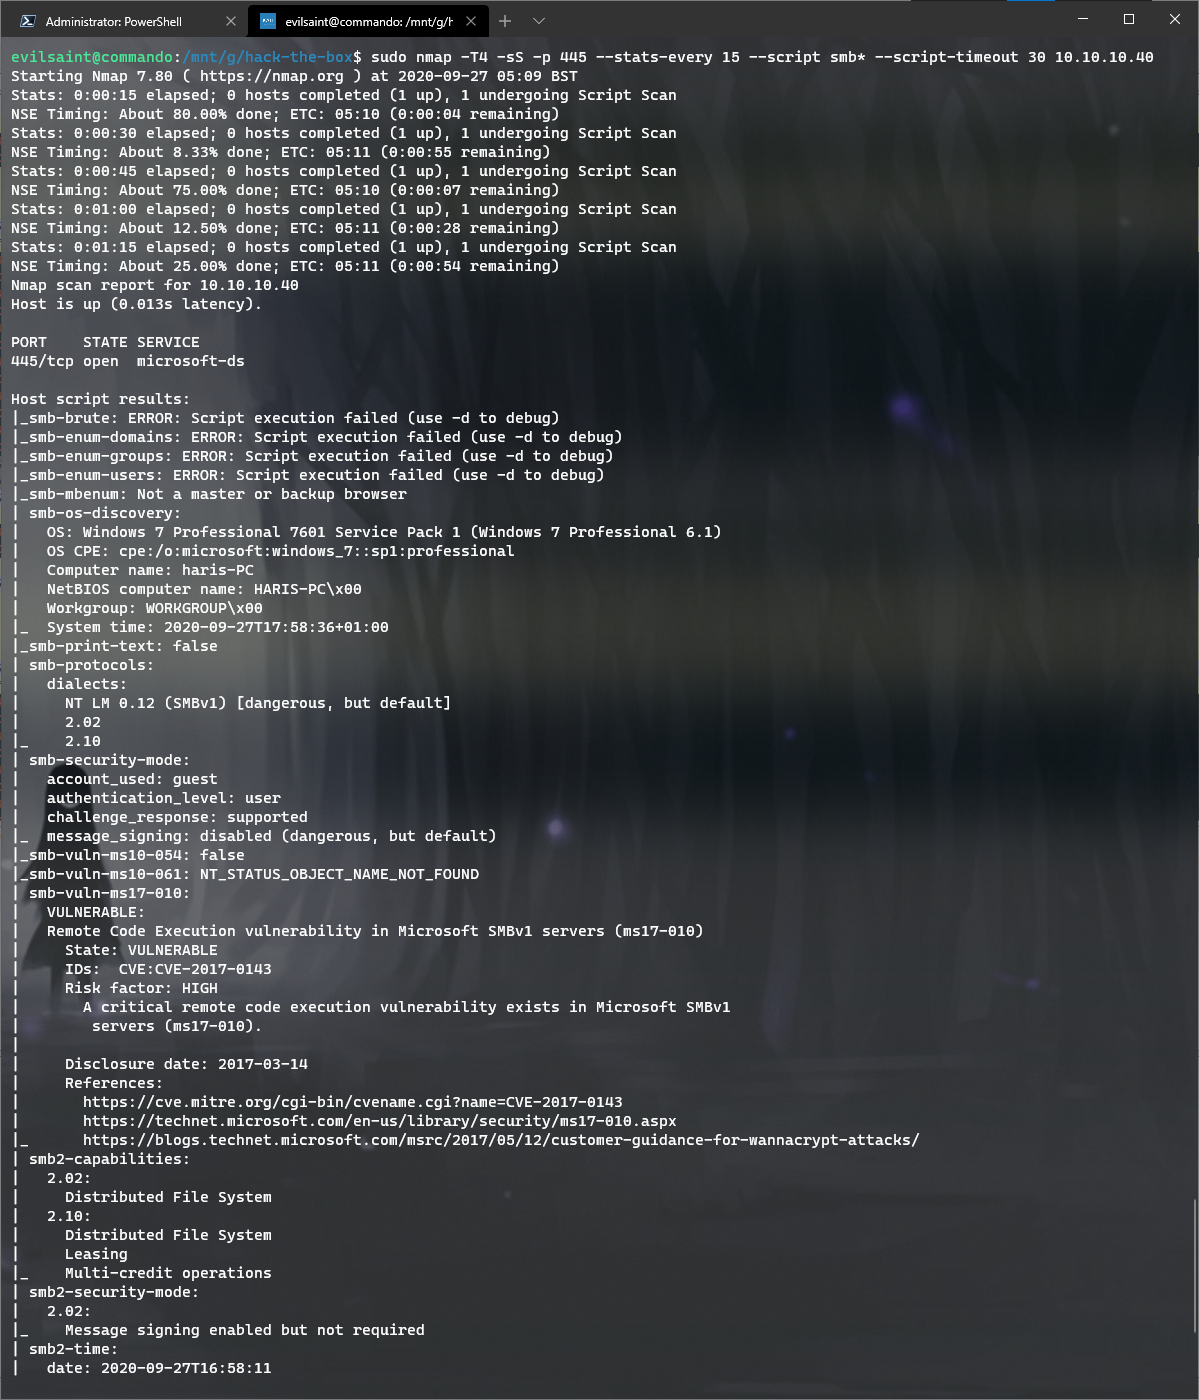 Administrator: PowerShell
evilsaint@commando: /mnt/g/h
evilsaint@commando:/mnt/g/hack-the-box$ sudo nmap -T4 -sS -p 445 --stats-every 15 --script smb* --script-timeout 30 10.10.10.40
Starting Nmap 7.80 ( https://nmap.org ) at 2020-09-27 05:09 BST
Stats: 0:00:15 elapsed; 0 hosts completed (1 up), 1 undergoing Script Scan
NSE Timing: About 80.00% done; ETC: 05:10 (0:00:04 remaining)
Stats: 0:00:30 elapsed; 0 hosts completed (1 up), 1 undergoing Script Scan
NSE Timing: About 8.33% done; ETC: 05:11 (0:00:55 remaining)
Stats: 0:00:45 elapsed; 0 hosts completed (1 up), 1 undergoing Script Scan
NSE Timing: About 75.00% done; ETC: 05:10 (0:00:07 remaining)
Stats: 0:01:00 elapsed; 0 hosts completed (1 up), 1 undergoing Script Scan
NSE Timing: About 12.50% done; ETC: 05:11 (0:00:28 remaining)
Stats: 0:01:15 elapsed; 0 hosts completed (1 up), 1 undergoing Script Scan
NSE Timing: About 25.00% done; ETC: 05:11 (0:00:54 remaining)
Nmap scan report for 10.10.10.40
Host is up (0.013s latency).
PORT    STATE SERVICE
445/tcp open  microsoft-ds
Host script results:
|_smb-brute: ERROR: Script execution failed (use -d to debug)
|_smb-enum-domains: ERROR: Script execution failed (use -d to debug)
|_smb-enum-groups: ERROR: Script execution failed (use -d to debug)
|_smb-enum-users: ERROR: Script execution failed (use -d to debug)
|_smb-mbenum: Not a master or backup browser
| smb-os-discovery:
|   OS: Windows 7 Professional 7601 Service Pack 1 (Windows 7 Professional 6.1)
|   OS CPE: cpe:/o:microsoft:windows_7::sp1:professional
|   Computer name: haris-PC
|   NetBIOS computer name: HARIS-PC\x00
|   Workgroup: WORKGROUP\x00
|_  System time: 2020-09-27T17:58:36+01:00
|_smb-print-text: false
| smb-protocols:
|   dialects:
|     NT LM 0.12 (SMBv1) [dangerous, but default]
|     2.02
|_    2.10
| smb-security-mode:
|   account_used: guest
|   authentication_level: user
|   challenge_response: supported
|_  message_signing: disabled (dangerous, but default)
|_smb-vuln-ms10-054: false
|_smb-vuln-ms10-061: NT_STATUS_OBJECT_NAME_NOT_FOUND
| smb-vuln-ms17-010:
|   VULNERABLE:
|   Remote Code Execution vulnerability in Microsoft SMBv1 servers (ms17-010)
|     State: VULNERABLE
|     IDs:  CVE:CVE-2017-0143
|     Risk factor: HIGH
|       A critical remote code execution vulnerability exists in Microsoft SMBv1
|        servers (ms17-010).
|
|     Disclosure date: 2017-03-14
|     References:
|       https://cve.mitre.org/cgi-bin/cvename.cgi?name=CVE-2017-0143
|       https://technet.microsoft.com/en-us/library/security/ms17-010.aspx
|_      https://blogs.technet.microsoft.com/msrc/2017/05/12/customer-guidance-for-wannacrypt-attacks/
| smb2-capabilities:
|   2.02:
|     Distributed File System
|   2.10:
|     Distributed File System
|     Leasing
|_    Multi-credit operations
| smb2-security-mode:
|   2.02:
|_    Message signing enabled but not required
| smb2-time:
|   date: 2020-09-27T16:58:11